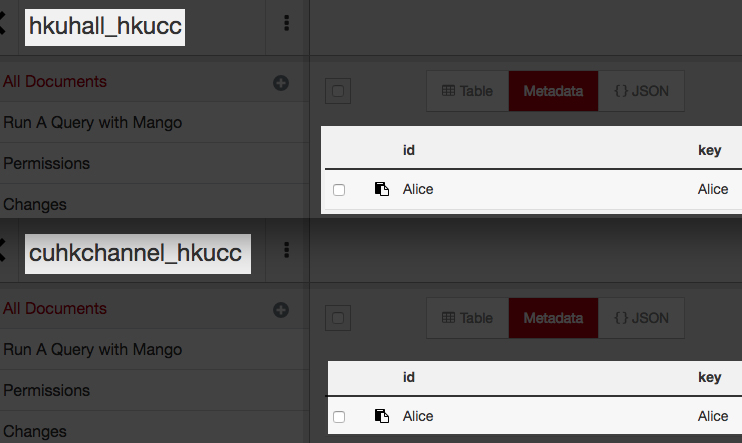 hkuhall_hkucc
All Documents
Table Metadata {} JSON
Run A Query with Mango
id key
Permissions
Alice Alice
Changes
cuhkchannel_hkucc
All Documents
Table Metadata {} JSON
Run A Query with Mango
id key
Permissions
Alice Alice
Changes